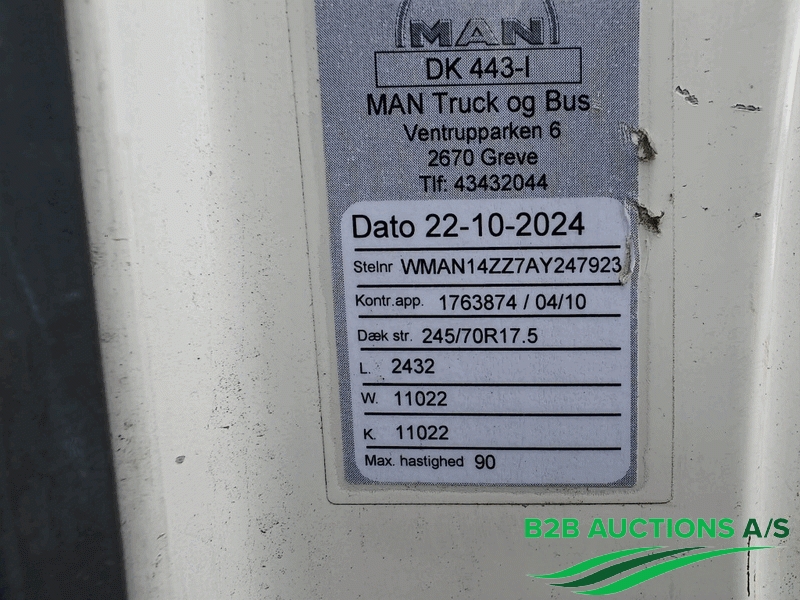 MAN
DK 443-I
MAN Truck og Bus
Ventrupparken 6
2670 Greve
Tlf: 43432044
Dato 22-10-2024
Stelnr WMAN14ZZ7AY247923
Kontr.app. 1763874 / 04/10
Dæk str. 245/70R17.5
L. 2432
W. 11022
K. 11022
Max. hastighed 90
B2B AUCTIONS A/S